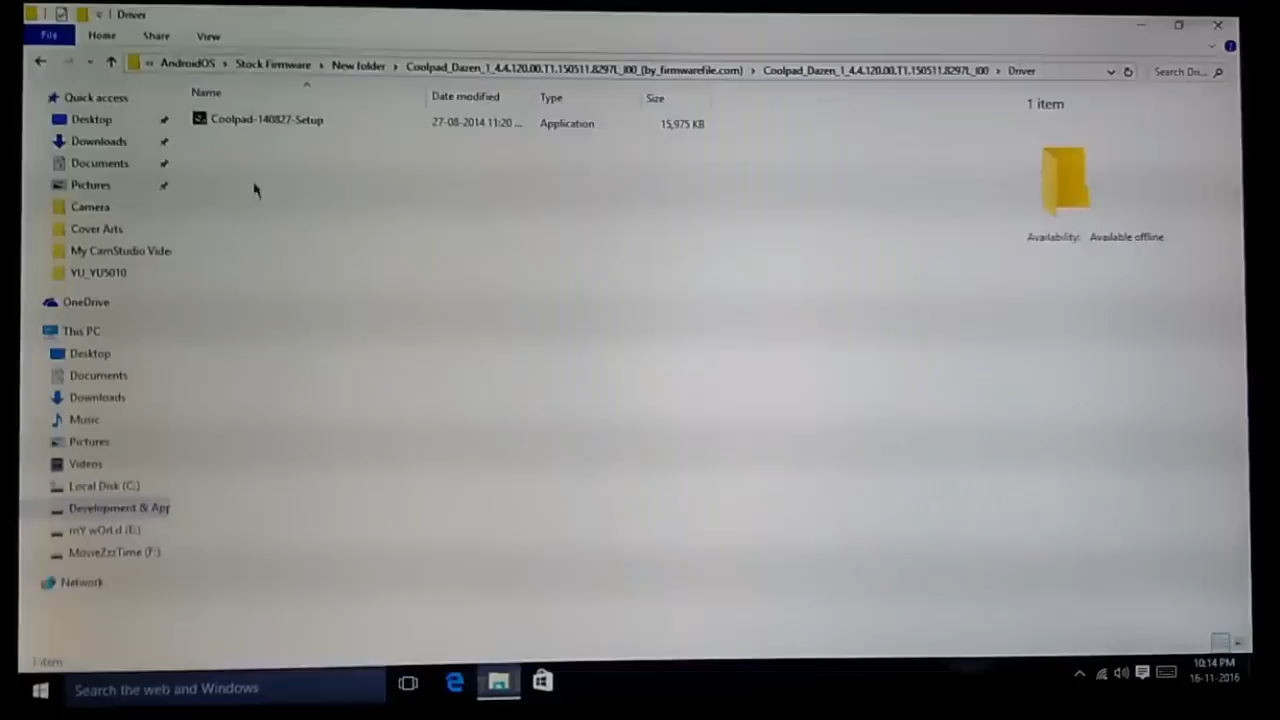 Driver
File Home Share View
« AndroidOS › Stock Firmware › New folder › Coolpad_Dazen_1_4.4.120.00.T1.150511.8297L_I00_(by_firmwarefile.com) › Coolpad_Dazen_1_4.4.120.00.T1.150511.8297L_I00 › Driver
Search Dri...
Name Date modified Type Size
Coolpad-140827-Setup 27-08-2014 11:20 ... Application 15,975 KB
Quick access
Desktop
Downloads
Documents
Pictures
Camera
Cover Arts
My CamStudio Vide
YU_YU5010
OneDrive
This PC
Desktop
Documents
Downloads
Music
Pictures
Videos
Local Disk (C:)
Development & App
mY wOrLd (E:)
MovieZzzTime (F:)
Network
1 item
Availability: Available offline
1 item
Search the web and Windows
10:14 PM
16-11-2016